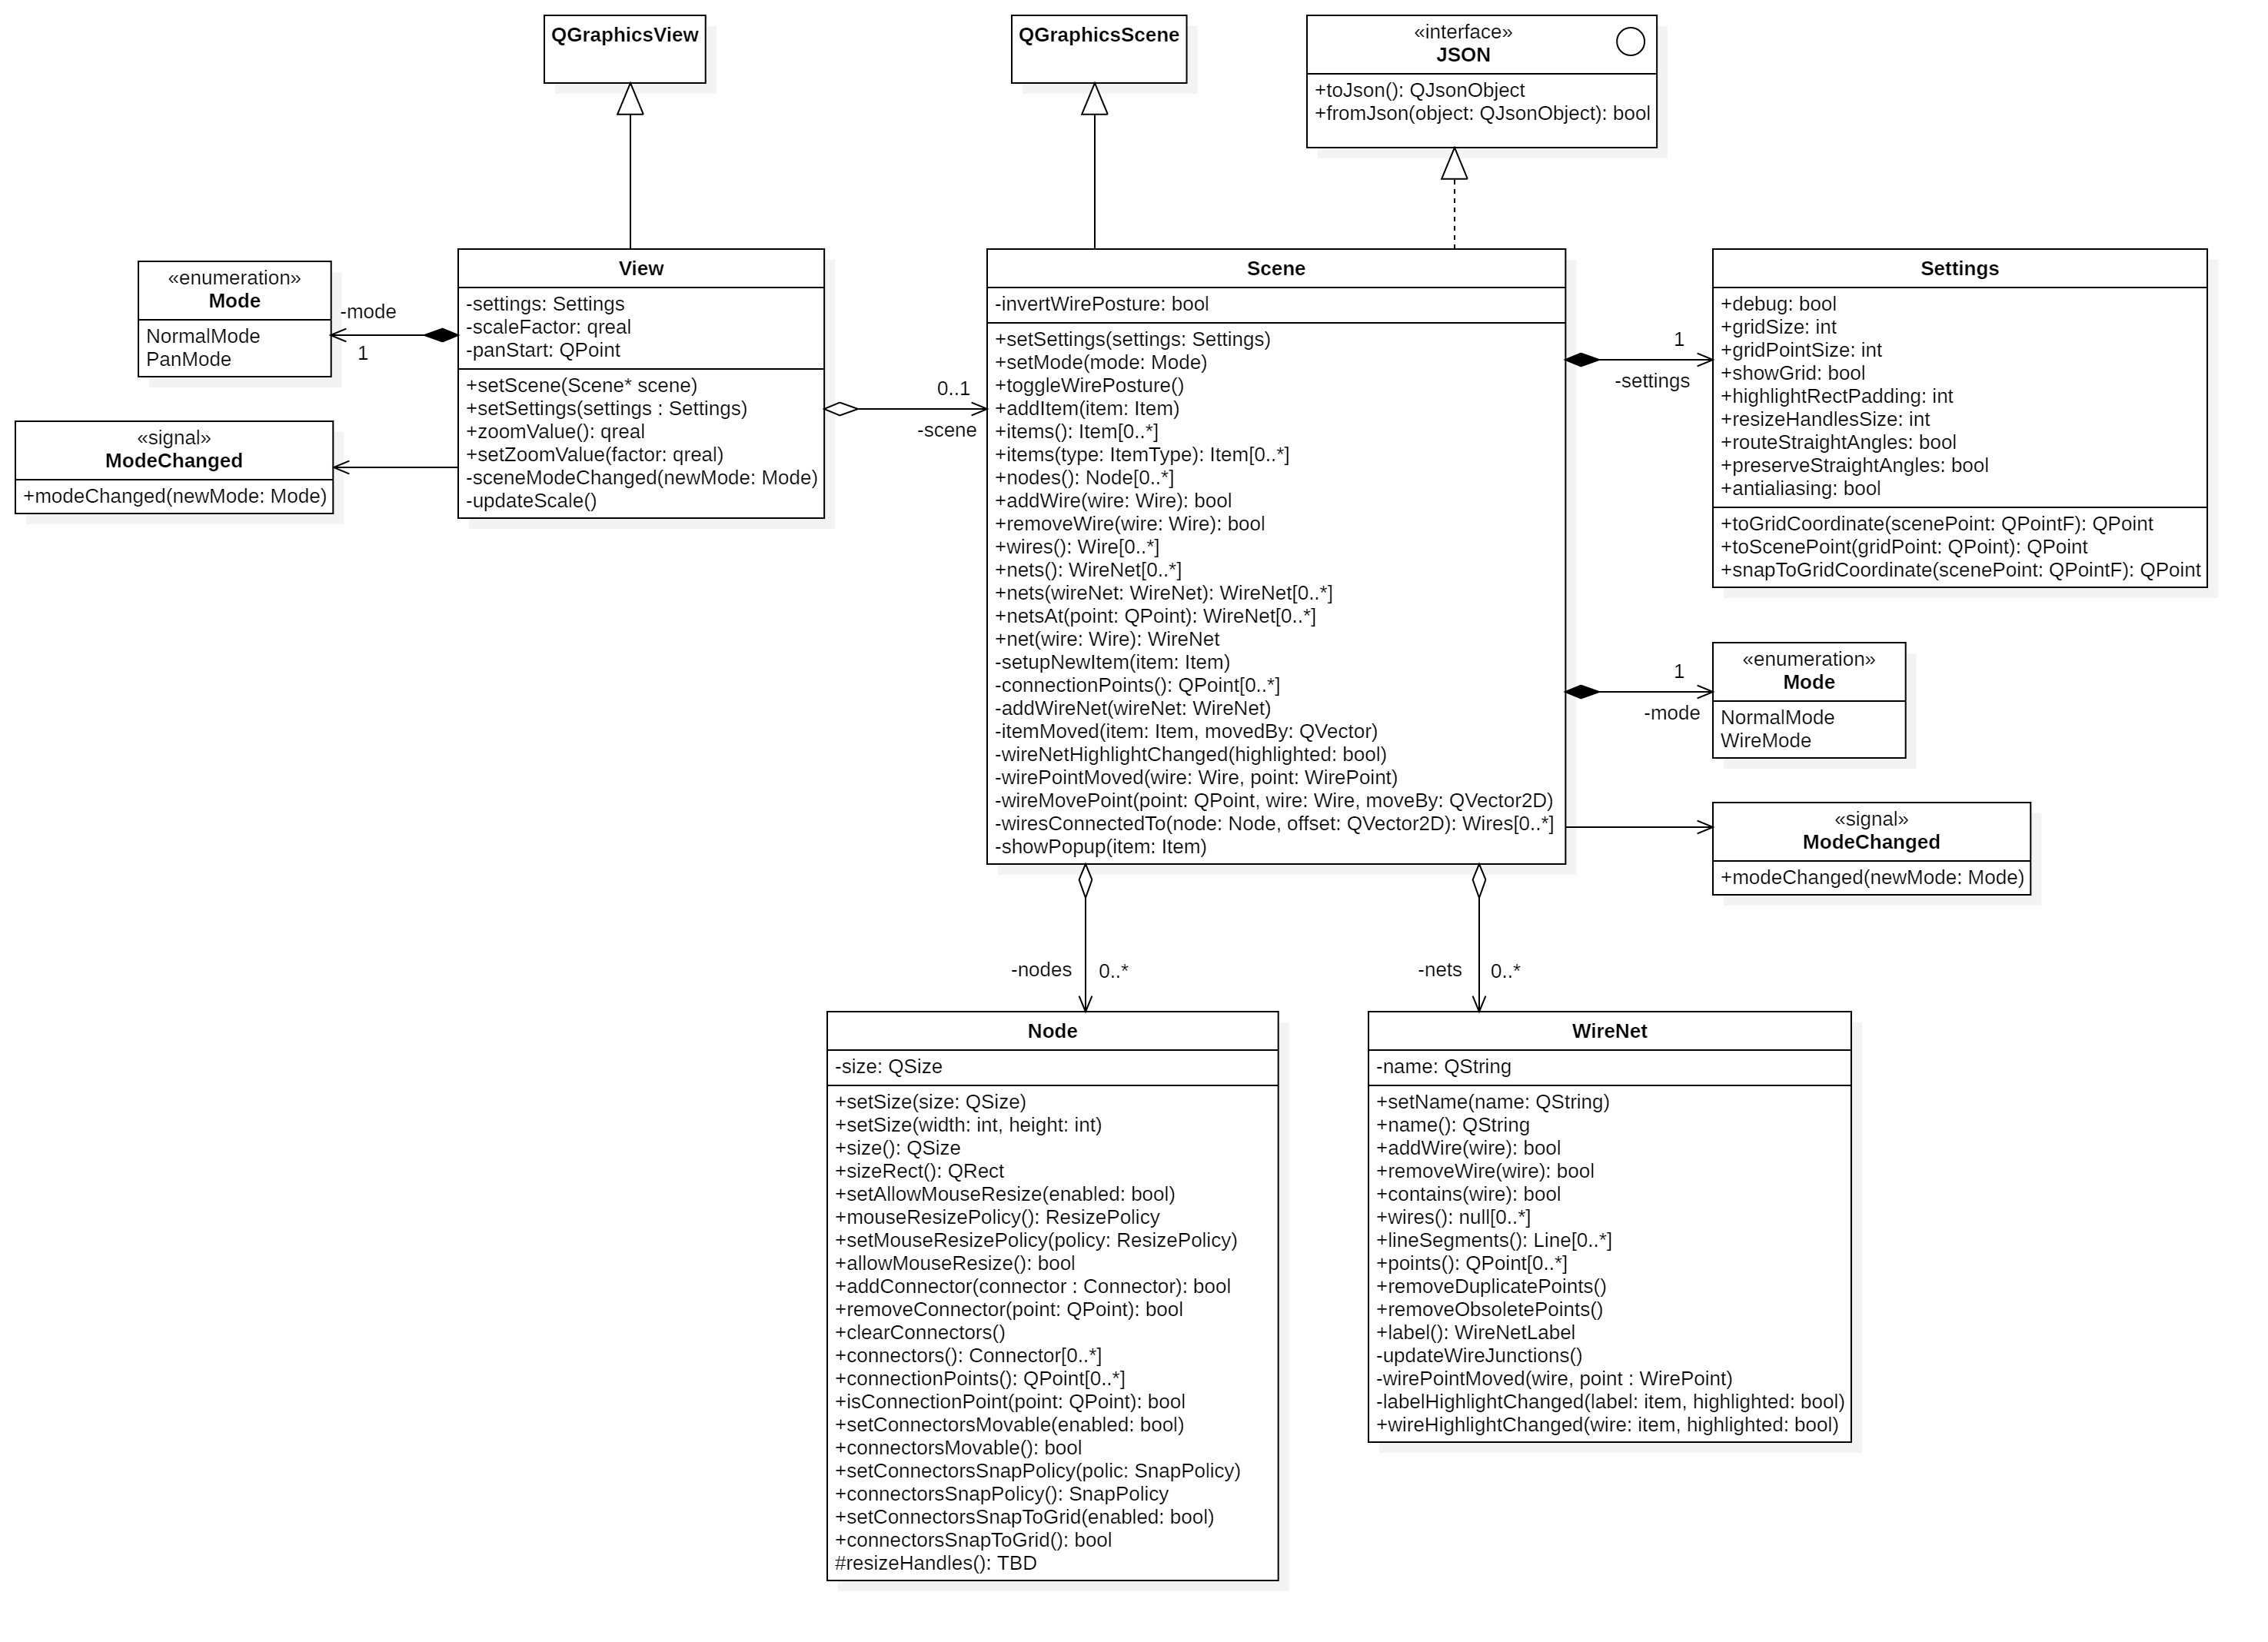 QGraphicsView
QGraphicsScene
«interface»
JSON
+toJson(): QJsonObject
+fromJson(object: QJsonObject): bool
«enumeration»
Mode
NormalMode
PanMode
-mode
1
«signal»
ModeChanged
+modeChanged(newMode: Mode)
View
-settings: Settings
-scaleFactor: qreal
-panStart: QPoint
+setScene(Scene* scene)
+setSettings(settings : Settings)
+zoomValue(): qreal
+setZoomValue(factor: qreal)
-sceneModeChanged(newMode: Mode)
-updateScale()
0..1
-scene
Scene
-invertWirePosture: bool
+setSettings(settings: Settings)
+setMode(mode: Mode)
+toggleWirePosture()
+addItem(item: Item)
+items(): Item[0..*]
+items(type: ItemType): Item[0..*]
+nodes(): Node[0..*]
+addWire(wire: Wire): bool
+removeWire(wire: Wire): bool
+wires(): Wire[0..*]
+nets(): WireNet[0..*]
+nets(wireNet: WireNet): WireNet[0..*]
+netsAt(point: QPoint): WireNet[0..*]
+net(wire: Wire): WireNet
-setupNewItem(item: Item)
-connectionPoints(): QPoint[0..*]
-addWireNet(wireNet: WireNet)
-itemMoved(item: Item, movedBy: QVector)
-wireNetHighlightChanged(highlighted: bool)
-wirePointMoved(wire: Wire, point: WirePoint)
-wireMovePoint(point: QPoint, wire: Wire, moveBy: QVector2D)
-wiresConnectedTo(node: Node, offset: QVector2D): Wires[0..*]
-showPopup(item: Item)
1
-settings
Settings
+debug: bool
+gridSize: int
+gridPointSize: int
+showGrid: bool
+highlightRectPadding: int
+resizeHandlesSize: int
+routeStraightAngles: bool
+preserveStraightAngles: bool
+antialiasing: bool
+toGridCoordinate(scenePoint: QPointF): QPoint
+toScenePoint(gridPoint: QPoint): QPoint
+snapToGridCoordinate(scenePoint: QPointF): QPoint
1
-mode
«enumeration»
Mode
NormalMode
WireMode
«signal»
ModeChanged
+modeChanged(newMode: Mode)
-nodes
0..*
-nets
0..*
Node
-size: QSize
+setSize(size: QSize)
+setSize(width: int, height: int)
+size(): QSize
+sizeRect(): QRect
+setAllowMouseResize(enabled: bool)
+mouseResizePolicy(): ResizePolicy
+setMouseResizePolicy(policy: ResizePolicy)
+allowMouseResize(): bool
+addConnector(connector : Connector): bool
+removeConnector(point: QPoint): bool
+clearConnectors()
+connectors(): Connector[0..*]
+connectionPoints(): QPoint[0..*]
+isConnectionPoint(point: QPoint): bool
+setConnectorsMovable(enabled: bool)
+connectorsMovable(): bool
+setConnectorsSnapPolicy(polic: SnapPolicy)
+connectorsSnapPolicy(): SnapPolicy
+setConnectorsSnapToGrid(enabled: bool)
+connectorsSnapToGrid(): bool
#resizeHandles(): TBD
WireNet
-name: QString
+setName(name: QString)
+name(): QString
+addWire(wire): bool
+removeWire(wire): bool
+contains(wire): bool
+wires(): null[0..*]
+lineSegments(): Line[0..*]
+points(): QPoint[0..*]
+removeDuplicatePoints()
+removeObsoletePoints()
+label(): WireNetLabel
-updateWireJunctions()
-wirePointMoved(wire, point : WirePoint)
-labelHighlightChanged(label: item, highlighted: bool)
+wireHighlightChanged(wire: item, highlighted: bool)